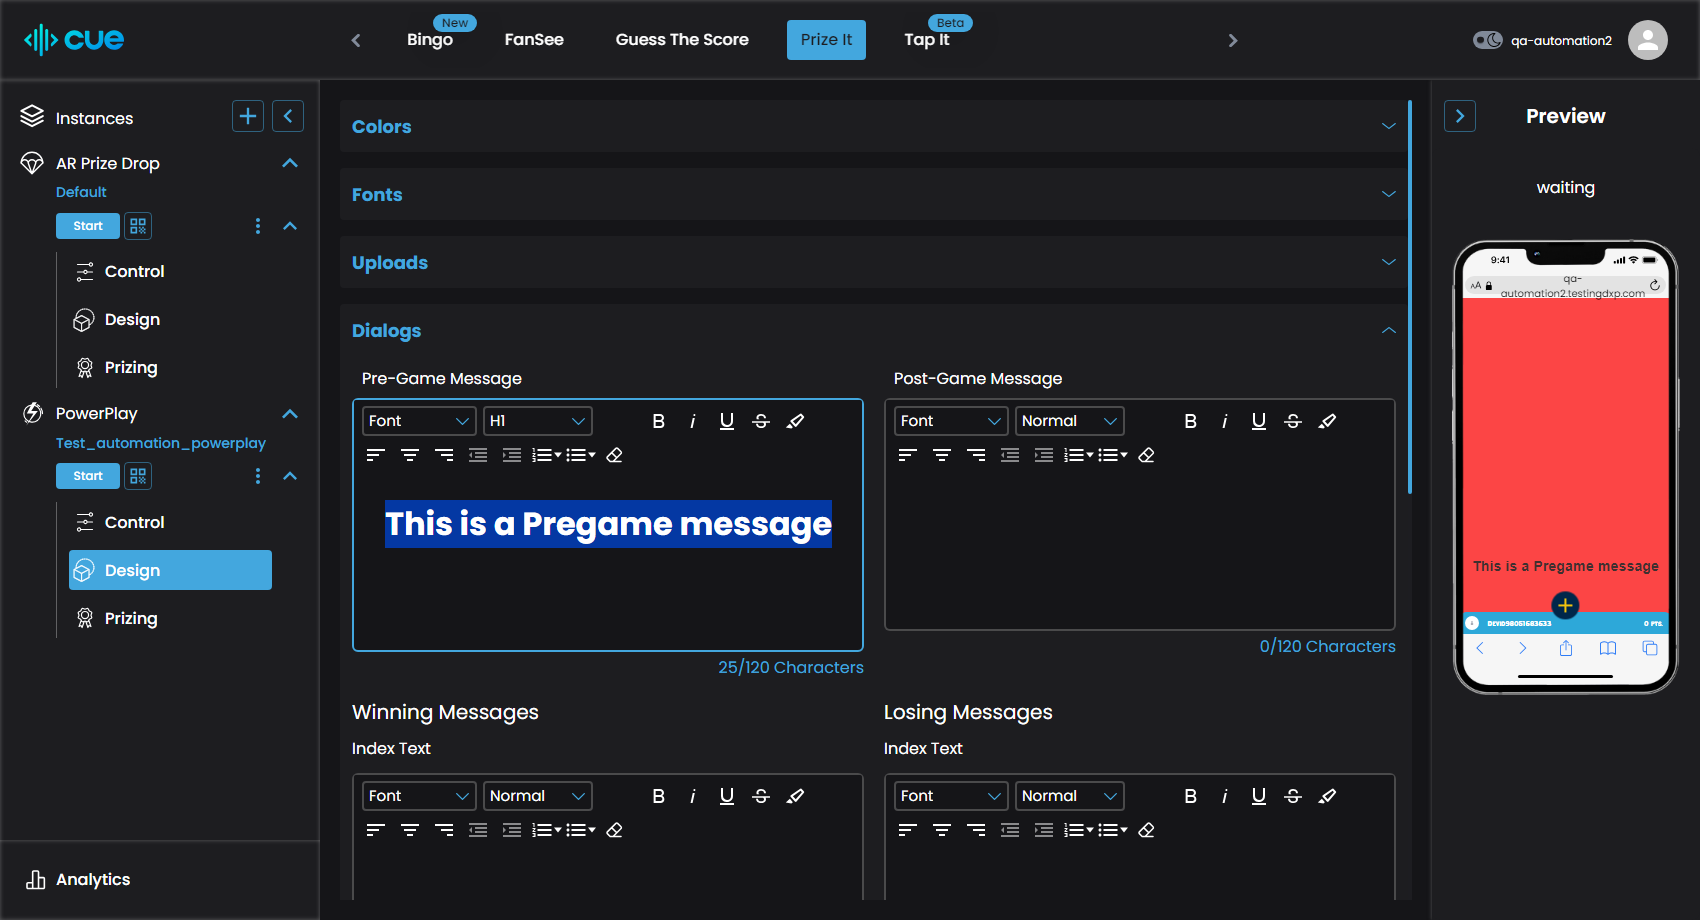 cue
Bingo
New
FanSee
Guess The Score
Prize It
Tap It
Beta
qa-automation2
Instances
AR Prize Drop
Default
Start
Control
Design
Prizing
PowerPlay
Test_automation_powerplay
Start
Control
Design
Prizing
Analytics
Colors
Fonts
Uploads
Dialogs
Pre-Game Message
Font
H1
B i U S
This is a Pregame message
25/120 Characters
Post-Game Message
Font
Normal
B i U S
0/120 Characters
Winning Messages
Index Text
Font
Normal
B i U S
Losing Messages
Index Text
Font
Normal
B i U S
Preview
waiting
9:41
AA
qa-
automation2.testingdxp.com
This is a Pregame message
0 PTS.